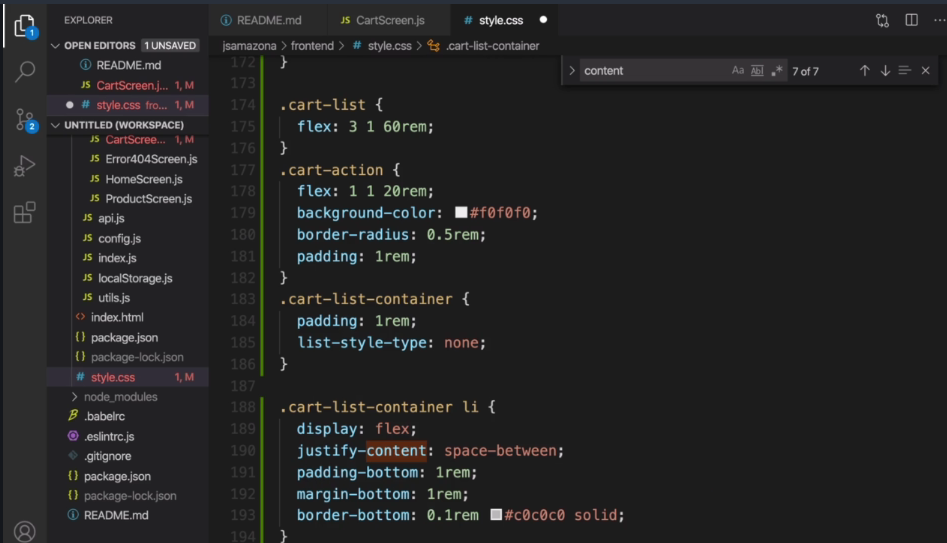 EXPLORER
OPEN EDITORS 1 UNSAVED
README.md
JS CartScreen.j... 1, M
# style.css fro... 1, M
UNTITLED (WORKSPACE)
JS CartScree... 1, M
JS Error404Screen.js
JS HomeScreen.js
JS ProductScreen.js
JS api.js
JS config.js
JS index.js
JS localStorage.js
JS utils.js
<> index.html
{} package.json
{} package-lock.json
# style.css 1, M
> node_modules
.babelrc
.eslintrc.js
.gitignore
{} package.json
{} package-lock.json
README.md
1
2
README.md
JS CartScreen.js
# style.css
jsamazona > frontend > # style.css > .cart-list-container
content
Aa Abl .* 7 of 7
172 }
173
174 .cart-list {
175 flex: 3 1 60rem;
176 }
177 .cart-action {
178 flex: 1 1 20rem;
179 background-color: #f0f0f0;
180 border-radius: 0.5rem;
181 padding: 1rem;
182 }
183 .cart-list-container {
184 padding: 1rem;
185 list-style-type: none;
186 }
187
188 .cart-list-container li {
189 display: flex;
190 justify-content: space-between;
191 padding-bottom: 1rem;
192 margin-bottom: 1rem;
193 border-bottom: 0.1rem #c0c0c0 solid;
194 }